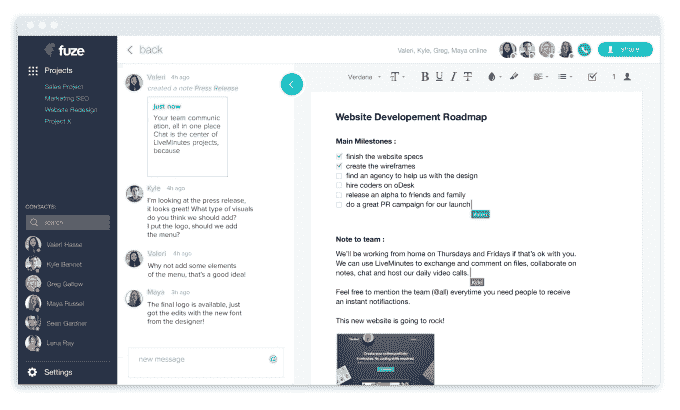 fuze
Projects
Sales Project
Marketing SEO
Website Redesign
Project X
CONTACTS:
search
Valeri Hasse
Kyle Bennet
Greg Gallow
Maya Russel
Sean Gardner
Lena Ray
Settings
back
Valeri, Kyle, Greg, Maya online
share
Valeri 4h ago
created a note Press Release
just now
Your team communic
ation, all in one place
Chat is the center of
LiveMinutes projects,
because
Kyle 4h ago
I'm looking at the press release,
it looks great! What type of visuals
do you think we should add?
I put the logo, should we add
the menu?
Valeri 4h ago
Why not add some elements
of the menu, that's a good idea!
Maya 4h ago
The final logo is available, just
got the edits with the new font
from the designer!
new message @
Verdana T B U I T 1
Website Developement Roadmap
Main Milestones :
finish the website specs
create the wireframes
find an agency to help us with the design
hire coders on oDesk
release an alpha to friends and family
do a great PR campaign for our launch
Note to team :
We'll be working from home on Thursdays and Fridays if that's ok with you.
We can use LiveMinutes to exchange and comment on files, collaborate on
notes, chat and host our daily video calls.
Kyle
Feel free to mention the team (@all) everytime you need people to receive
an instant notifiactions.
This new website is going to rock!